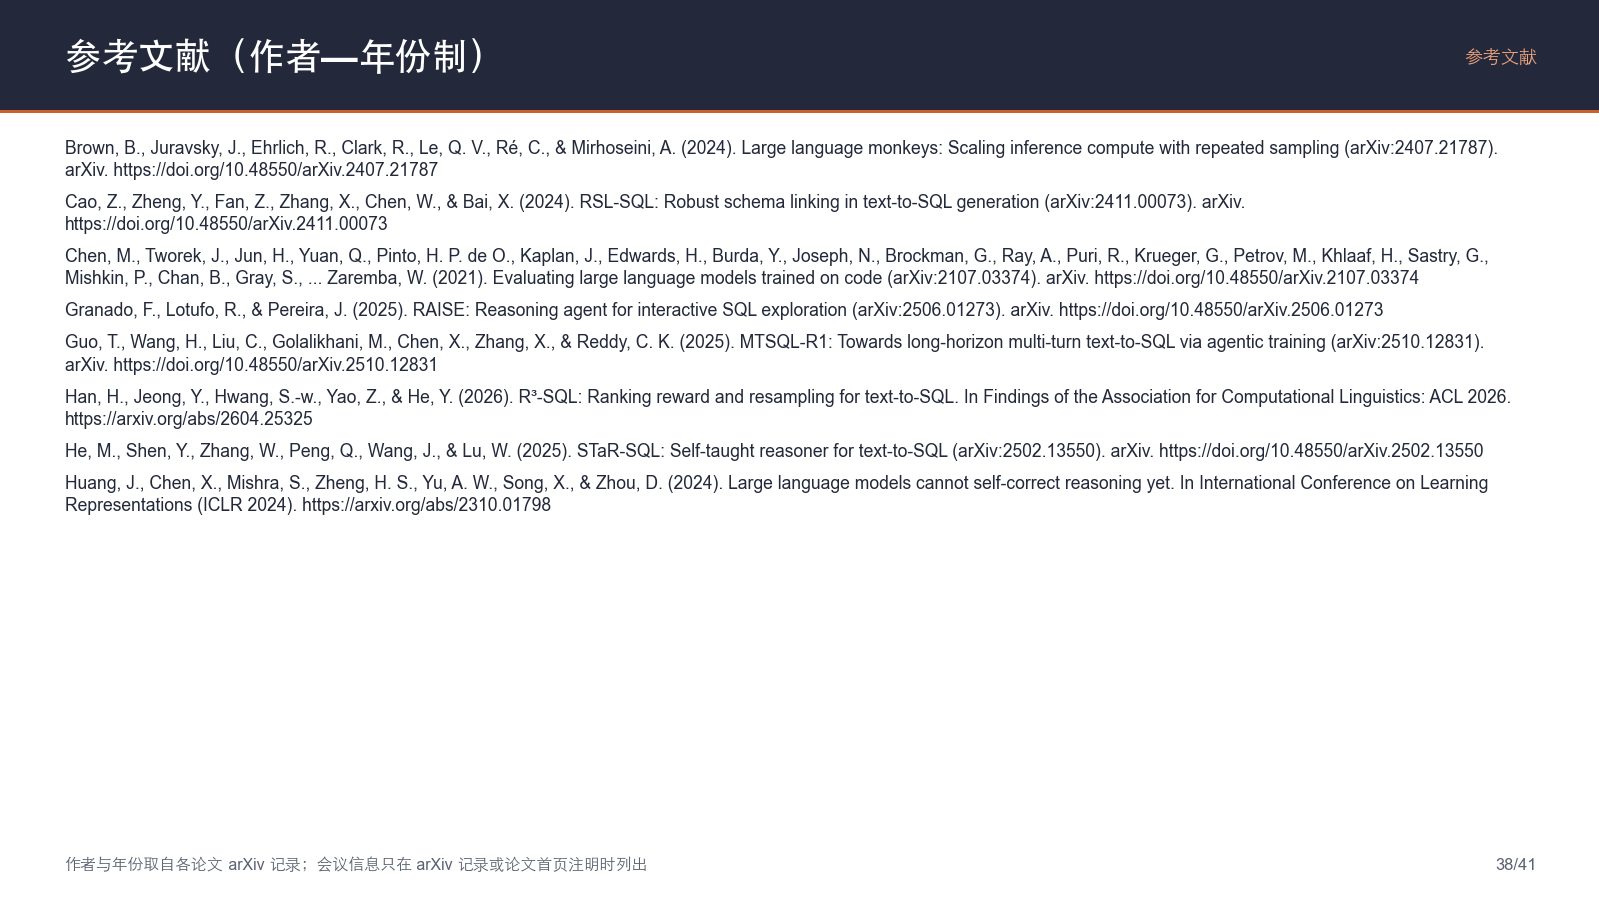 参考文献（作者—年份制）
参考文献
Brown, B., Juravsky, J., Ehrlich, R., Clark, R., Le, Q. V., Ré, C., & Mirhoseini, A. (2024). Large language monkeys: Scaling inference compute with repeated sampling (arXiv:2407.21787).
arXiv. https://doi.org/10.48550/arXiv.2407.21787
Cao, Z., Zheng, Y., Fan, Z., Zhang, X., Chen, W., & Bai, X. (2024). RSL-SQL: Robust schema linking in text-to-SQL generation (arXiv:2411.00073). arXiv.
https://doi.org/10.48550/arXiv.2411.00073
Chen, M., Tworek, J., Jun, H., Yuan, Q., Pinto, H. P. de O., Kaplan, J., Edwards, H., Burda, Y., Joseph, N., Brockman, G., Ray, A., Puri, R., Krueger, G., Petrov, M., Khlaaf, H., Sastry, G.,
Mishkin, P., Chan, B., Gray, S., ... Zaremba, W. (2021). Evaluating large language models trained on code (arXiv:2107.03374). arXiv. https://doi.org/10.48550/arXiv.2107.03374
Granado, F., Lotufo, R., & Pereira, J. (2025). RAISE: Reasoning agent for interactive SQL exploration (arXiv:2506.01273). arXiv. https://doi.org/10.48550/arXiv.2506.01273
Guo, T., Wang, H., Liu, C., Golalikhani, M., Chen, X., Zhang, X., & Reddy, C. K. (2025). MTSQL-R1: Towards long-horizon multi-turn text-to-SQL via agentic training (arXiv:2510.12831).
arXiv. https://doi.org/10.48550/arXiv.2510.12831
Han, H., Jeong, Y., Hwang, S.-w., Yao, Z., & He, Y. (2026). R³-SQL: Ranking reward and resampling for text-to-SQL. In Findings of the Association for Computational Linguistics: ACL 2026.
https://arxiv.org/abs/2604.25325
He, M., Shen, Y., Zhang, W., Peng, Q., Wang, J., & Lu, W. (2025). STaR-SQL: Self-taught reasoner for text-to-SQL (arXiv:2502.13550). arXiv. https://doi.org/10.48550/arXiv.2502.13550
Huang, J., Chen, X., Mishra, S., Zheng, H. S., Yu, A. W., Song, X., & Zhou, D. (2024). Large language models cannot self-correct reasoning yet. In International Conference on Learning
Representations (ICLR 2024). https://arxiv.org/abs/2310.01798
作者与年份取自各论文 arXiv 记录；会议信息只在 arXiv 记录或论文首页注明时列出
38/41